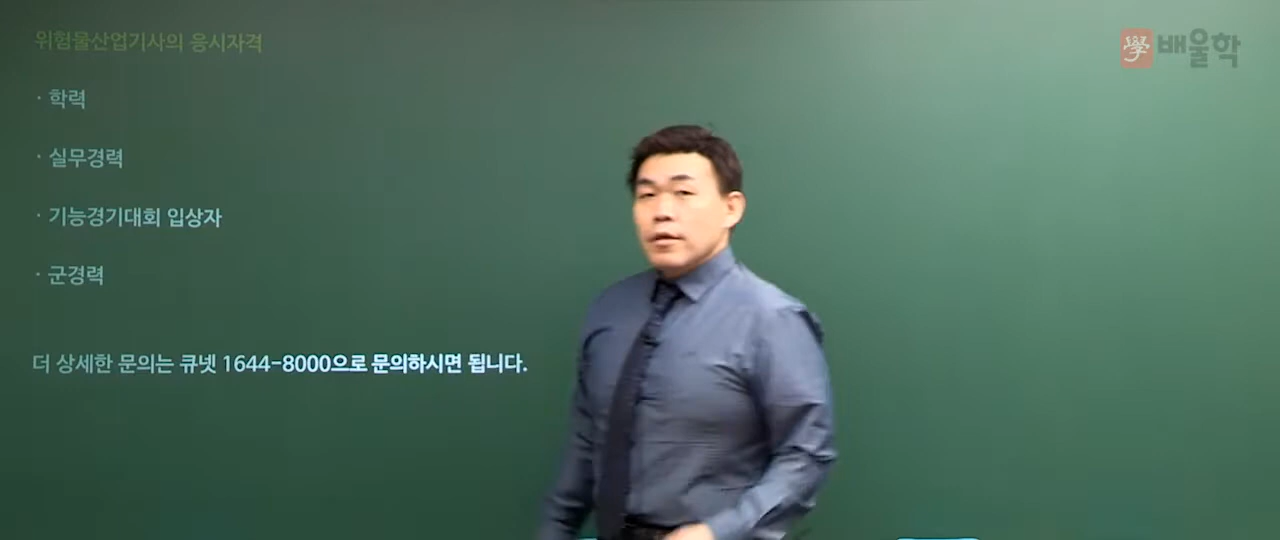 위험물산업기사의 응시자격
學 배울학
· 학력
· 실무경력
· 기능경기대회 입상자
· 군경력
더 상세한 문의는 큐넷 1644-8000으로 문의하시면 됩니다.